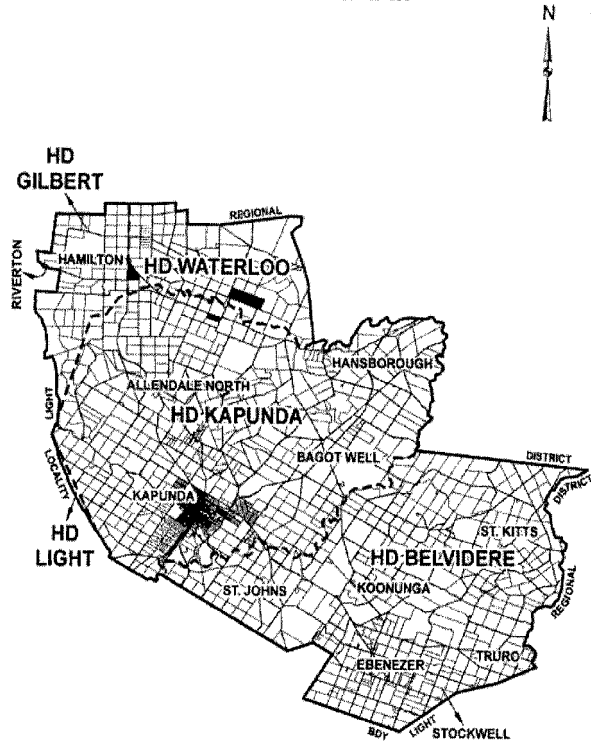 N
HD
GILBERT
REGIONAL
RIVERTON
HAMILTON
HD WATERLOO
HANSBOROUGH
ALLENDALE NORTH
LIGHT
HD KAPUNDA
BAGOT WELL
DISTRICT
DISTRICT
LOCALITY
KAPUNDA
HD
LIGHT
ST. KITTS
HD BELVIDERE
ST. JOHNS
KOONUNGA
REGIONAL
EBENEZER
TRURO
BDY
LIGHT
STOCKWELL